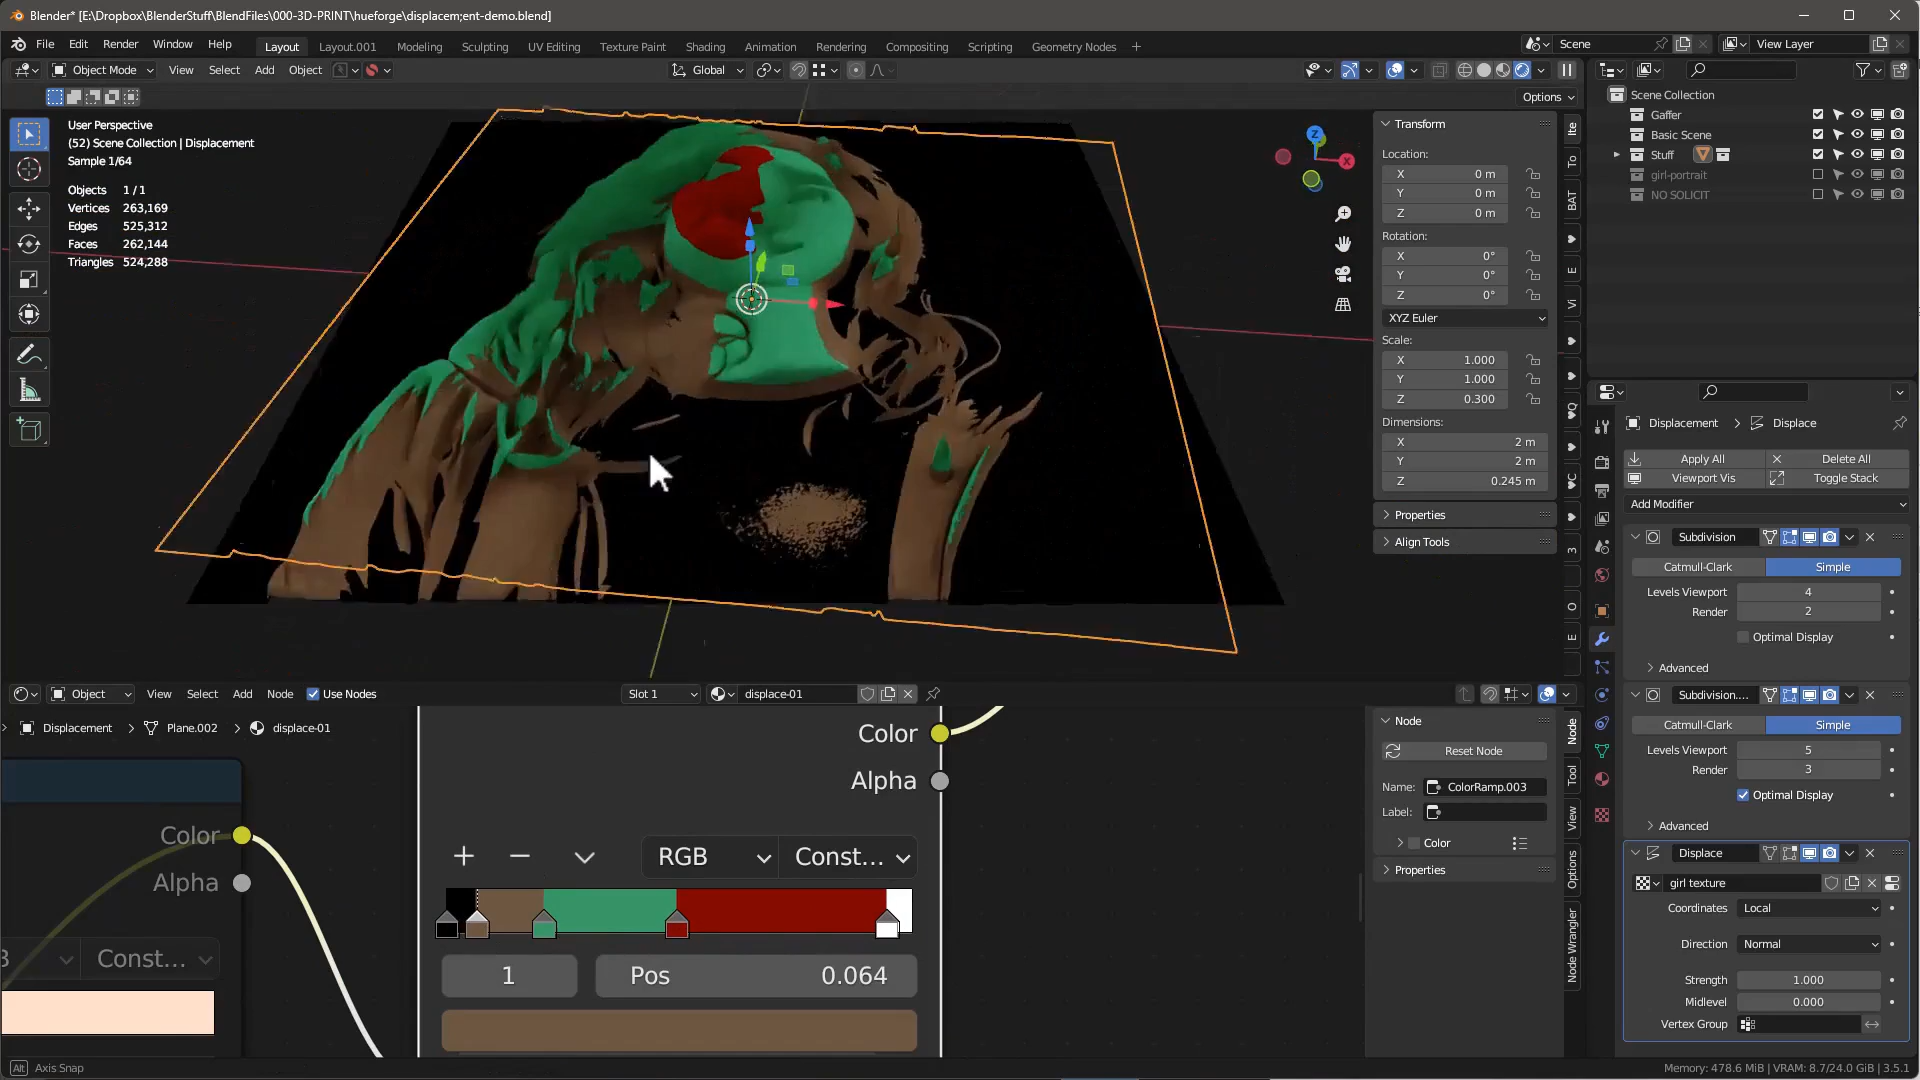 Blender* [E:\Dropbox\BlenderStuff\BlendFiles\000-3D-PRINT\hueforge\displacem;ent-demo.blend]
File Edit Render Window Help
Layout Layout.001 Modeling Sculpting UV Editing Texture Paint Shading Animation Rendering Compositing Scripting Geometry Nodes +
Scene View Layer
Object Mode View Select Add Object Global
Options
User Perspective
(52) Scene Collection | Displacement
Sample 1/64
Objects 1 / 1
Vertices 263,169
Edges 525,312
Faces 262,144
Triangles 524,288
Z
X
Transform
Location:
X 0 m
Y 0 m
Z 0 m
Rotation:
X 0°
Y 0°
Z 0°
XYZ Euler
Scale:
X 1.000
Y 1.000
Z 0.300
Dimensions:
X 2 m
Y 2 m
Z 0.245 m
Properties
Align Tools
Ite
To
BAT
E
Vi
3
O
E
Scene Collection
Gaffer
Basic Scene
Stuff
girl-portrait
NO SOLICIT
Displacement > Displace
Apply All Delete All
Viewport Vis Toggle Stack
Add Modifier
Subdivision
Catmull-Clark Simple
Levels Viewport 4
Render 2
Optimal Display
Advanced
Subdivision....
Catmull-Clark Simple
Levels Viewport 5
Render 3
Optimal Display
Advanced
Displace
girl texture
Coordinates Local
Direction Normal
Strength 1.000
Midlevel 0.000
Vertex Group
Object View Select Add Node Use Nodes Slot 1 displace-01
Displacement > Plane.002 > displace-01
Color
Alpha
Const...
Color
Alpha
RGB Const...
1 Pos 0.064
Node
Reset Node
Name: ColorRamp.003
Label:
Color
Properties
Node
Tool
View
Options
Node Wrangler
Alt Axis Snap
Memory: 478.6 MiB | VRAM: 8.7/24.0 GiB | 3.5.1